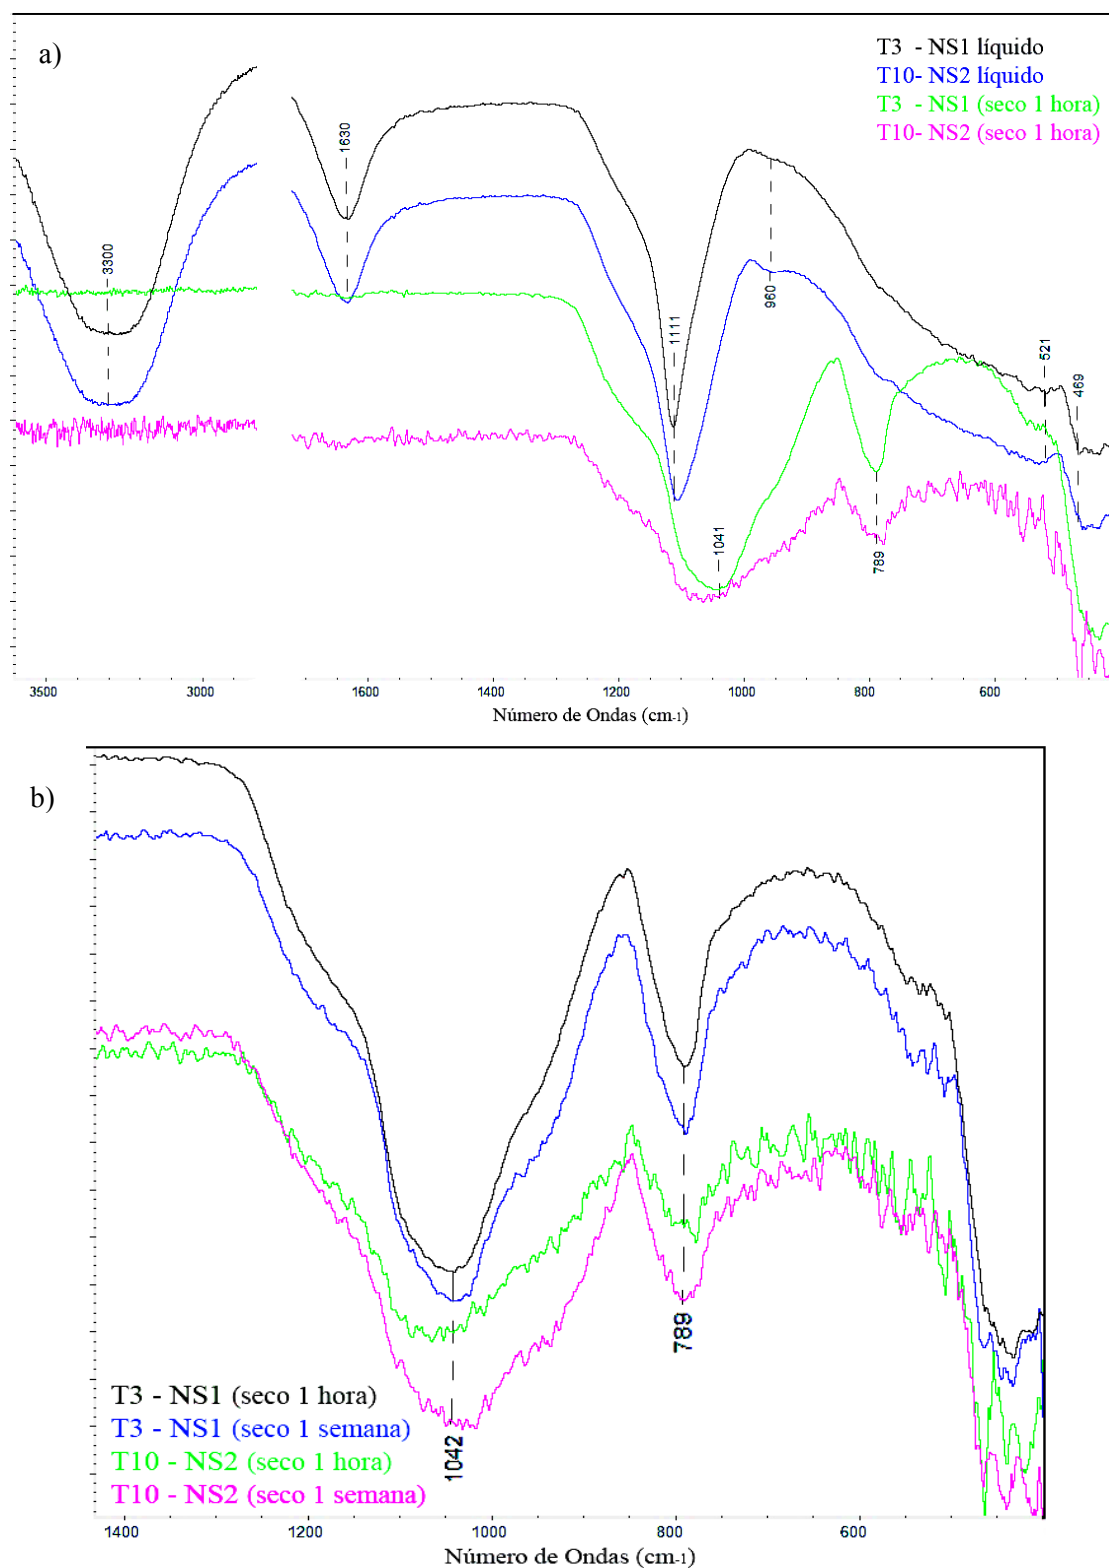 a)
T3 - NS1 líquido
T10- NS2 líquido
T3 - NS1 (seco 1 hora)
T10- NS2 (seco 1 hora)
3300
1630
1111
1041
960
789
521
469
3500 3000 1600 1400 1200 1000 800 600
Número de Ondas (cm-1)
b)
1042
789
T3 - NS1 (seco 1 hora)
T3 - NS1 (seco 1 semana)
T10 - NS2 (seco 1 hora)
T10 - NS2 (seco 1 semana)
1400 1200 1000 800 600
Número de Ondas (cm-1)